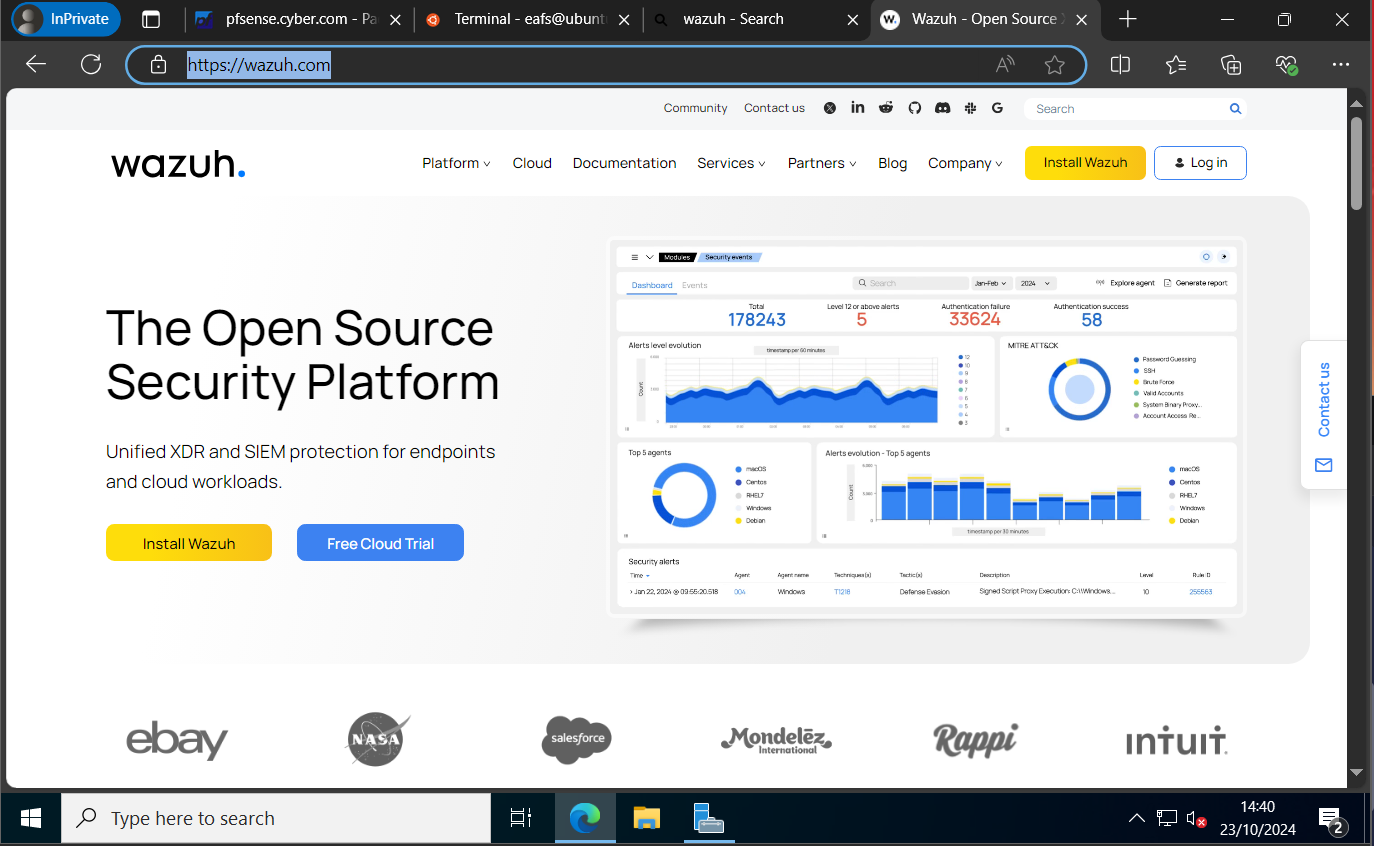 InPrivate
pfsense.cyber.com - Pa
Terminal - eafs@ubunt
wazuh - Search
Wazuh - Open Source
https://wazuh.com
Community Contact us Search
wazuh.
Platform Cloud Documentation Services Partners Blog Company Install Wazuh Log in
The Open Source
Security Platform
Unified XDR and SIEM protection for endpoints
and cloud workloads.
Install Wazuh Free Cloud Trial
Modules Security events
Dashboard Events Search Jan-Feb 2024 Explore agent Generate report
Total Level 12 or above alerts Authentication failure Authentication success
178243 5 33624 58
Alerts level evolution
timestamp per 60 minutes
Count
12
10
9
8
7
6
5
4
3
MITRE ATT&CK
Password Guessing
SSH
Brute Force
Valid Accounts
System Binary Proxy...
Account Access Re...
Top 5 agents
macOS
Centos
RHEL7
Windows
Debian
Alerts evolution - Top 5 agents
Count
macOS
Centos
RHEL7
Windows
Debian
timestamp per 30 minutes
Security alerts
Time Agent Agent name Techniques(s) Tactic(s) Description Level Rule ID
Jan 22, 2024 @ 09:55:20.518 004 Windows T1218 Defense Evasion Signed Script Proxy Execution: C:\Windows... 10 255563
Contact us
ebay
NASA
salesforce
Mondelēz
International
Rappi
intuit.
Type here to search
14:40
23/10/2024
2